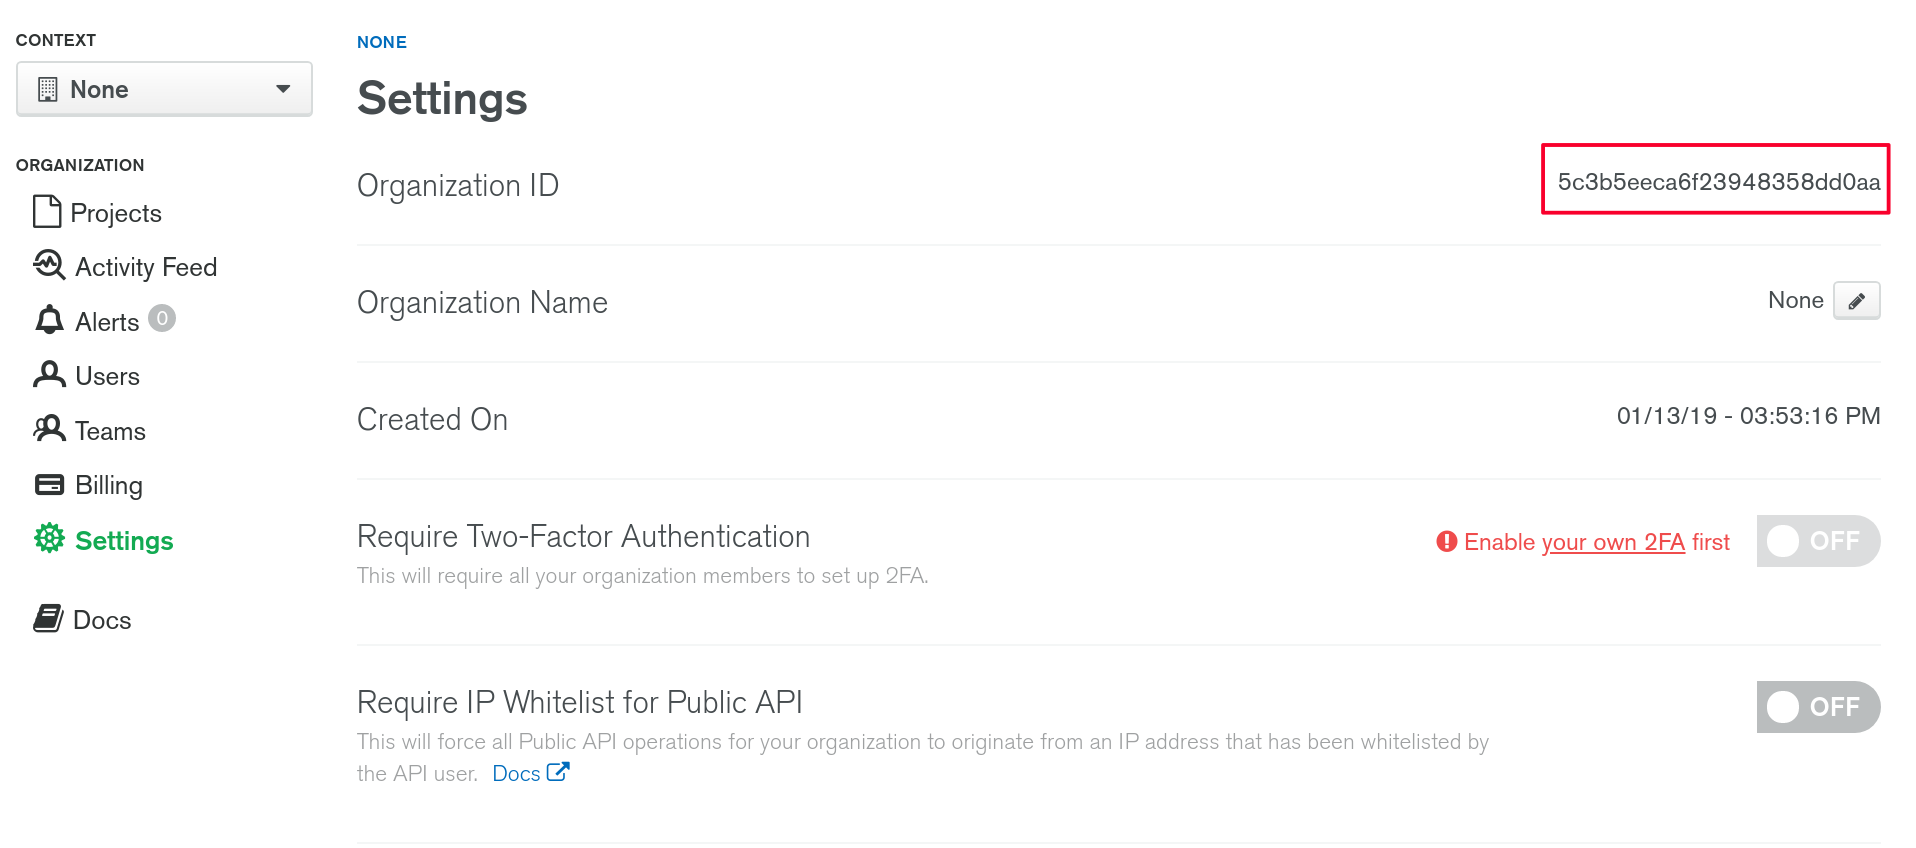 CONTEXT
None
ORGANIZATION
Projects
Activity Feed
Alerts 0
Users
Teams
Billing
Settings
Docs
NONE
Settings
Organization ID
5c3b5eeca6f23948358dd0aa
Organization Name
None
Created On
01/13/19 - 03:53:16 PM
Require Two-Factor Authentication
This will require all your organization members to set up 2FA.
Enable your own 2FA first
OFF
Require IP Whitelist for Public API
This will force all Public API operations for your organization to originate from an IP address that has been whitelisted by
the API user. Docs
OFF